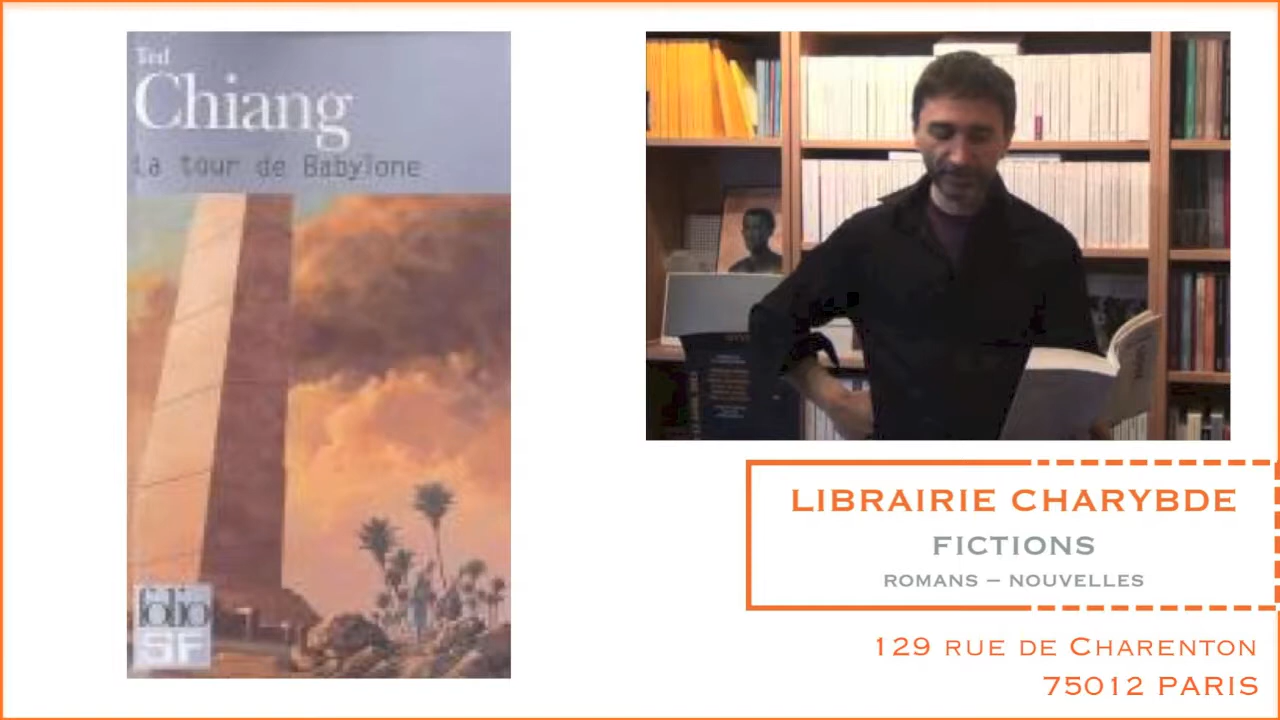 Ted
Chiang
La tour de Babylone
folio
SF
LIBRAIRIE CHARYBDE
FICTIONS
ROMANS – NOUVELLES
129 RUE DE CHARENTON
75012 PARIS